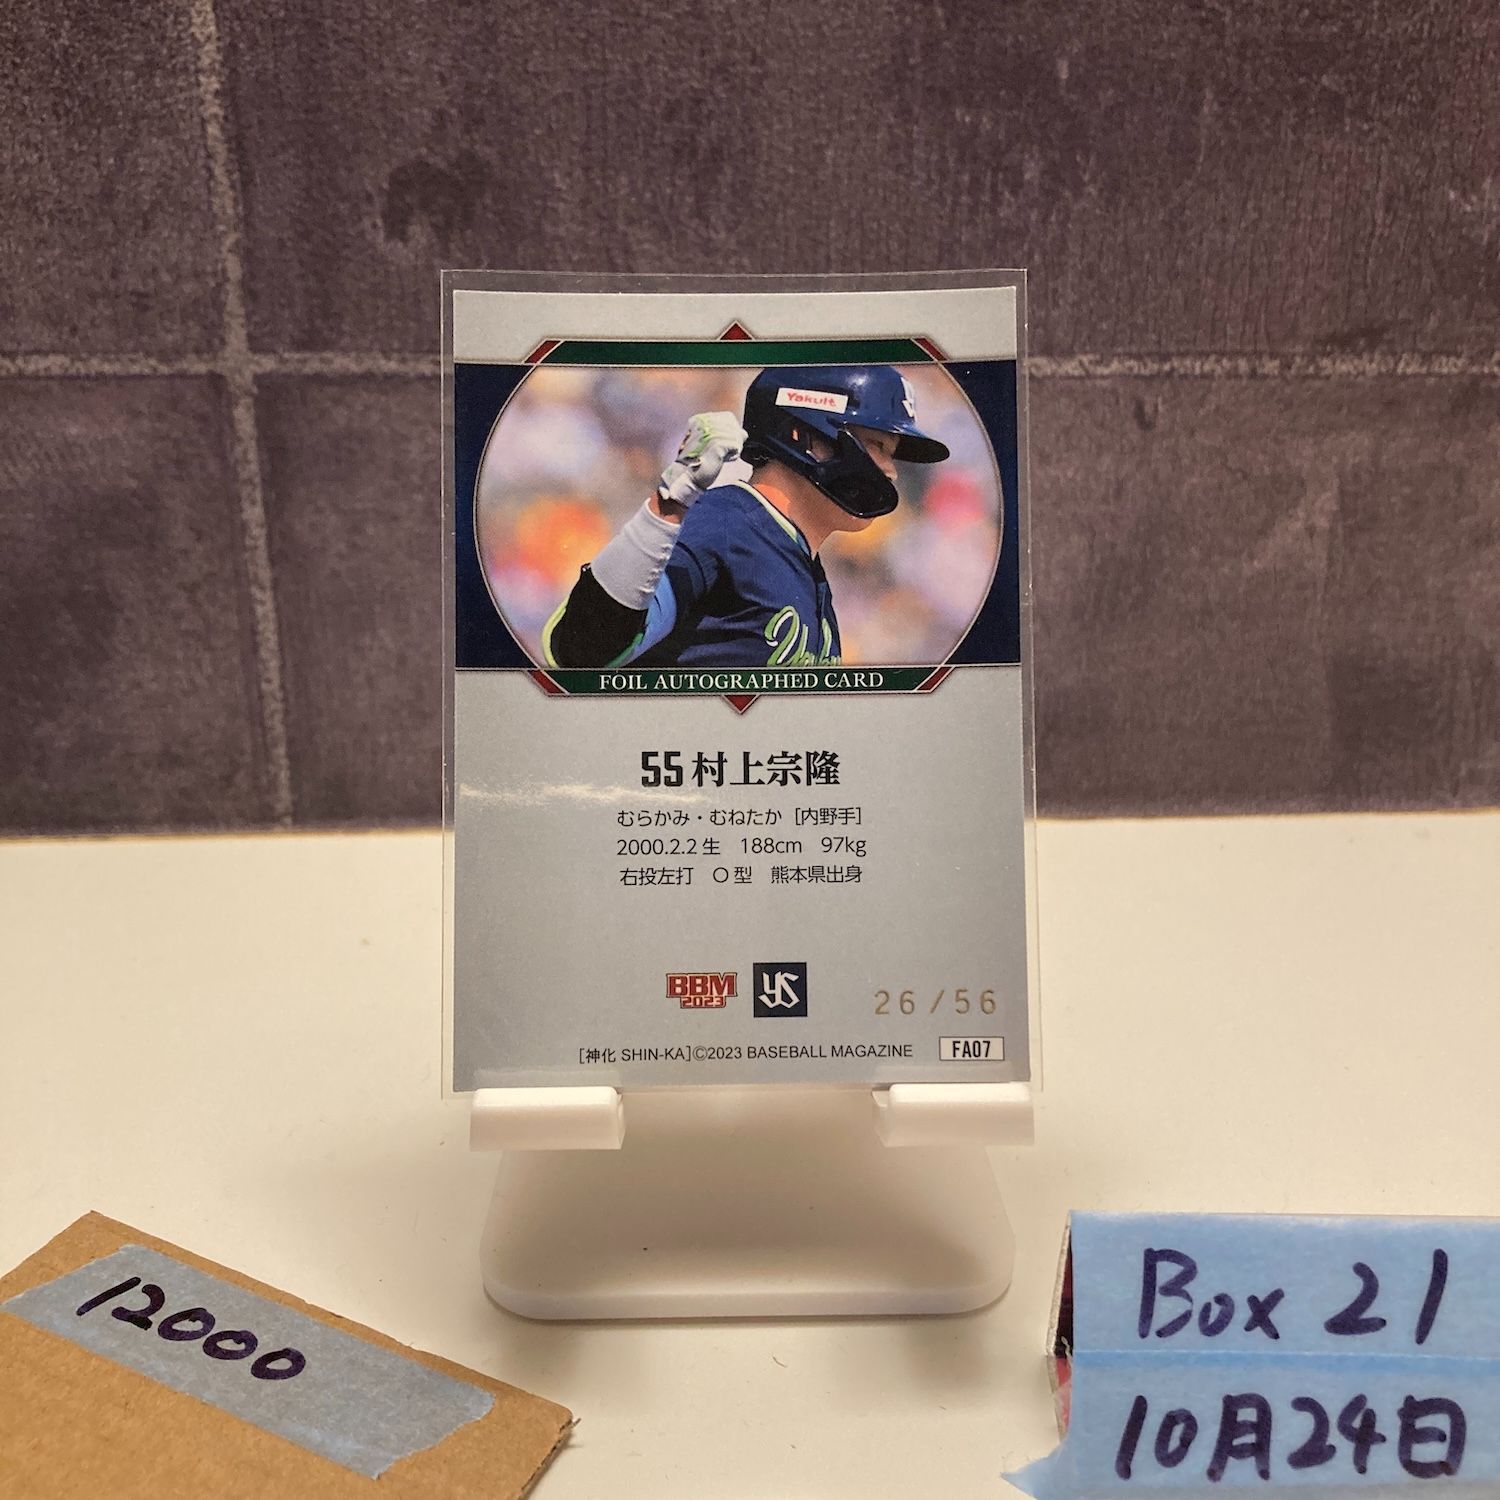 Yakult
FOIL AUTOGRAPHED CARD
55 村上宗隆
むらかみ・むねたか [内野手]
2000.2.2 生 188cm 97kg
右投左打 O 型 熊本県出身
BBM
2023
YS
26/56
[神化 SHIN-KA]©2023 BASEBALL MAGAZINE FA07
12000
Box 21
10月24日